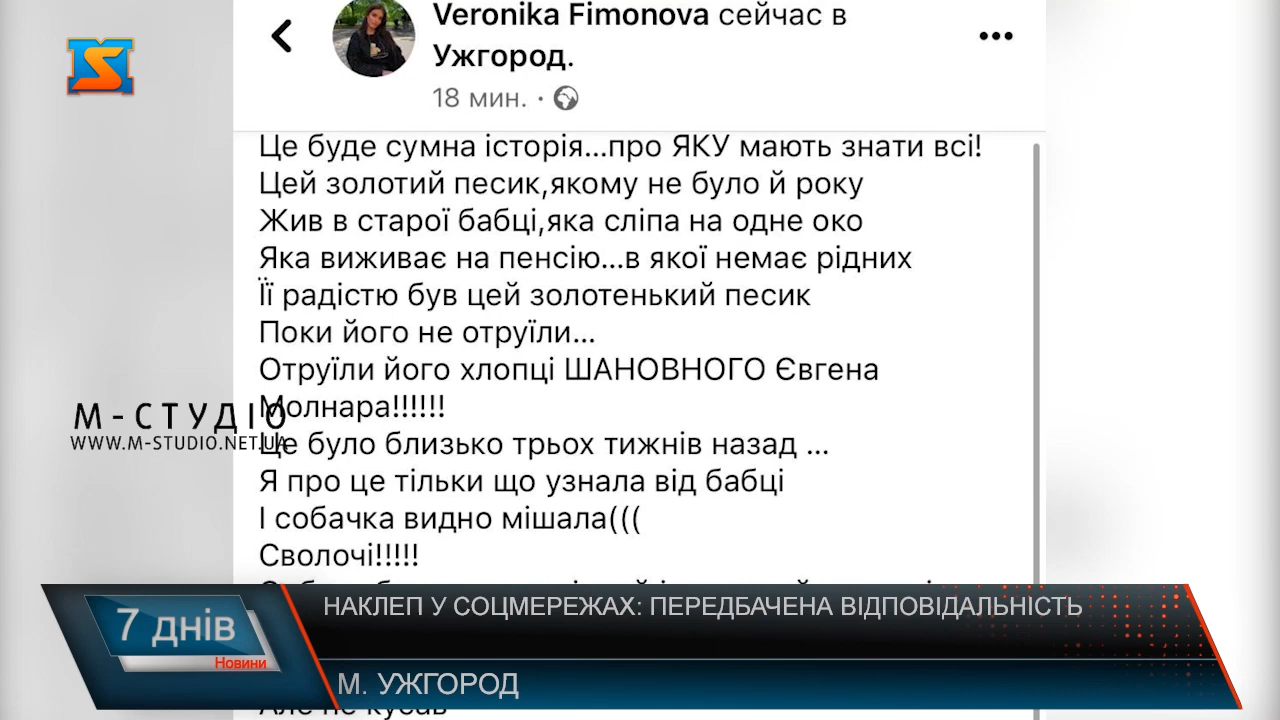 Veronika Fimonova сейчас в
Ужгород.
18 мин.
Це буде сумна історія...про ЯКУ мають знати всі!
Цей золотий песик,якому не було й року
Жив в старої бабці,яка сліпа на одне око
Яка виживає на пенсію...в якої немає рідних
Її радістю був цей золотенький песик
Поки його не отруїли...
Отруїли його хлопці ШАНОВНОГО Євгена
Молнара!!!!!!
М-СТУДІО
WWW.M-STUDIO.NET.UA
Це було близько трьох тижнів назад ...
Я про це тільки що узнала від бабці
І собачка видно мішала(((
Сволочі!!!!!
НАКЛЕП У СОЦМЕРЕЖАХ: ПЕРЕДБАЧЕНА ВІДПОВІДАЛЬНІСТЬ
7 днів
Новини
М. УЖГОРОД
Але не кусав